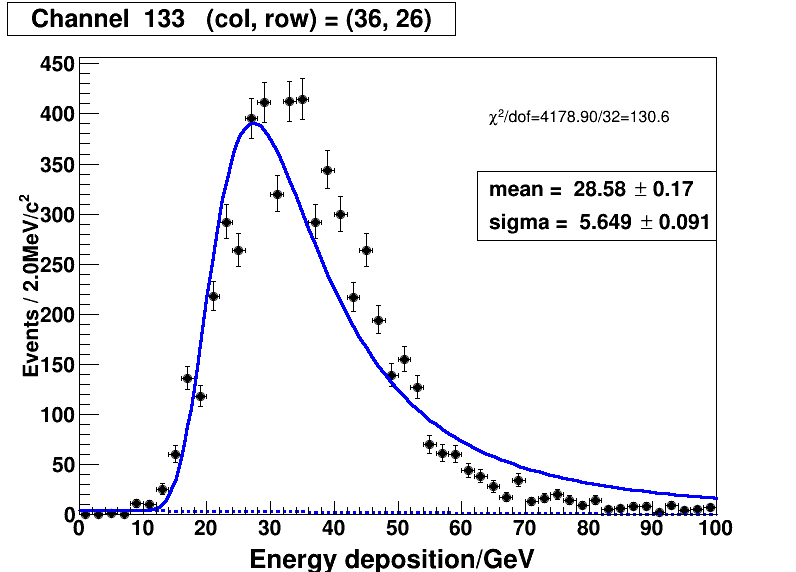 Channel 133 (col, row) = (36, 26)
χ²/dof=4178.90/32=130.6
mean = 28.58 ± 0.17
sigma = 5.649 ± 0.091
Events / 2.0MeV/c²
450
400
350
300
250
200
150
100
50
0
0 10 20 30 40 50 60 70 80 90 100
Energy deposition/GeV